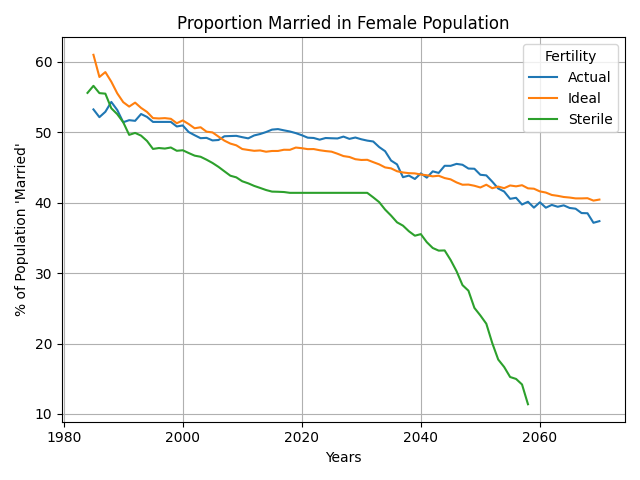 Proportion Married in Female Population
% of Population 'Married'
60
50
40
30
20
10
Fertility
Actual
Ideal
Sterile
1980
2000
2020
2040
2060
Years